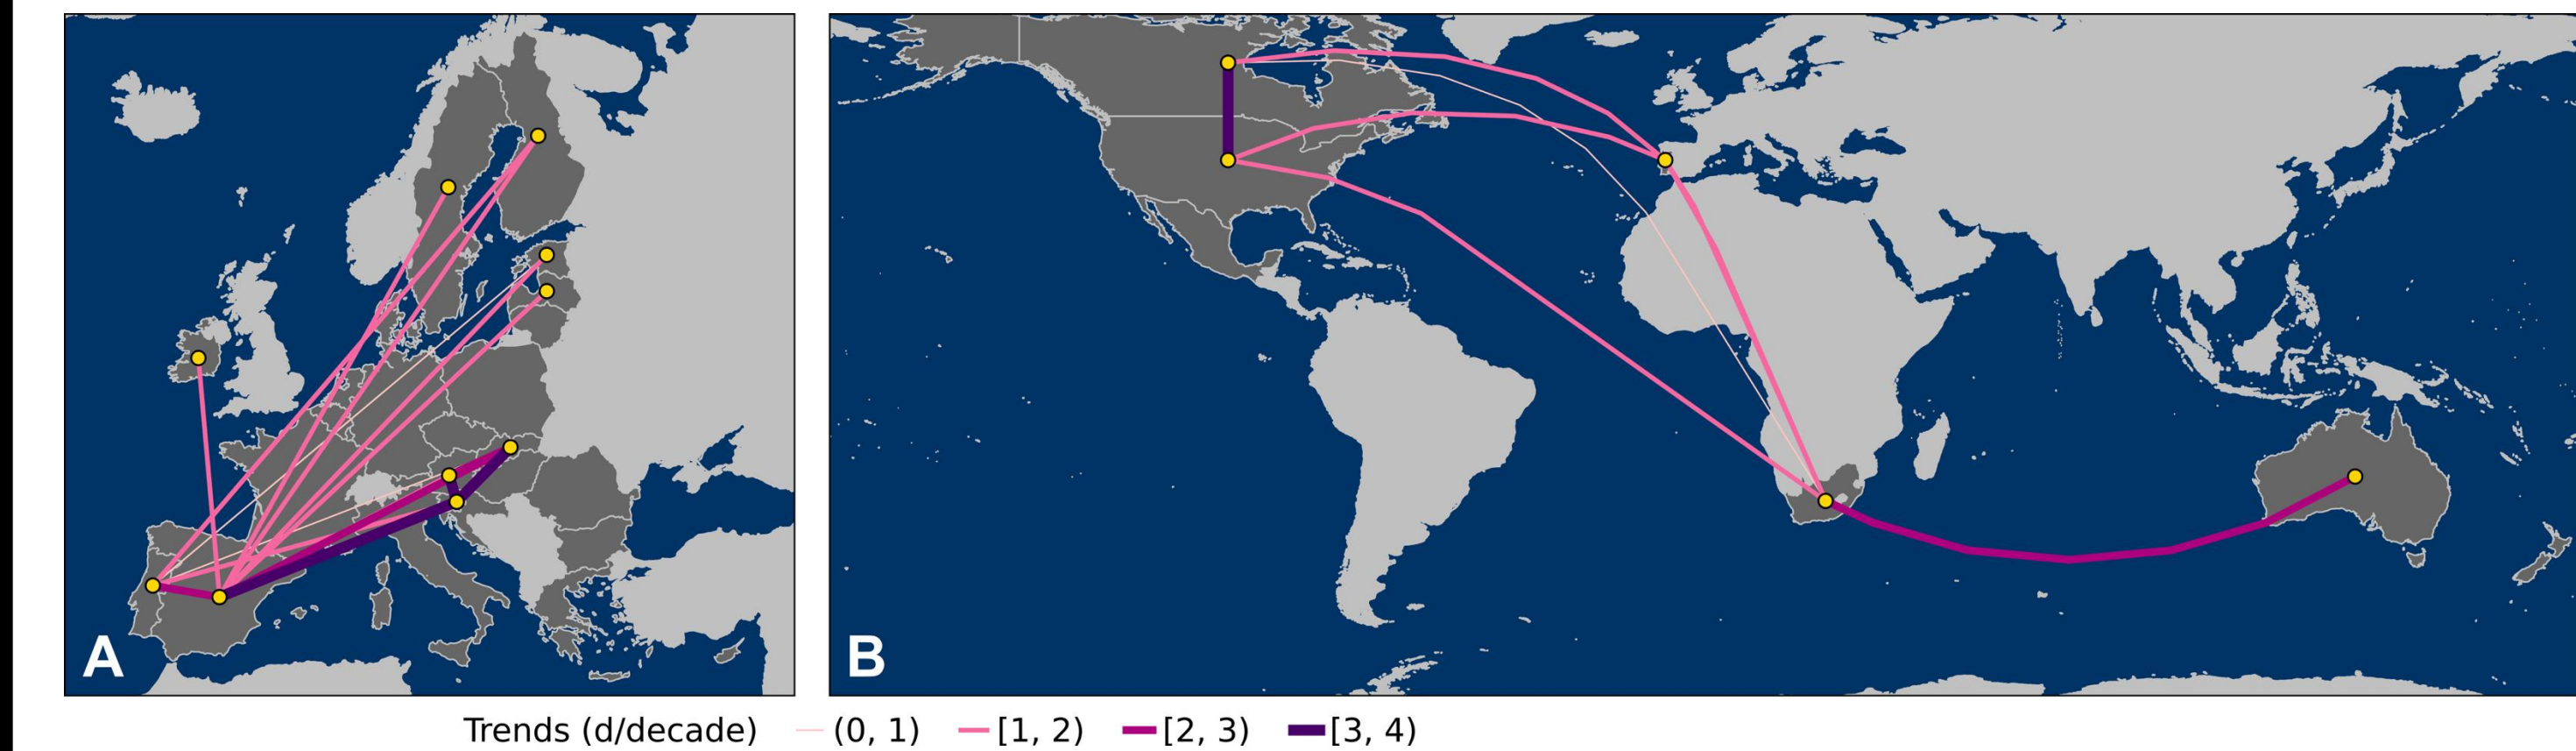 A
B
Trends (d/decade) (0, 1) [1, 2) [2, 3) [3, 4)